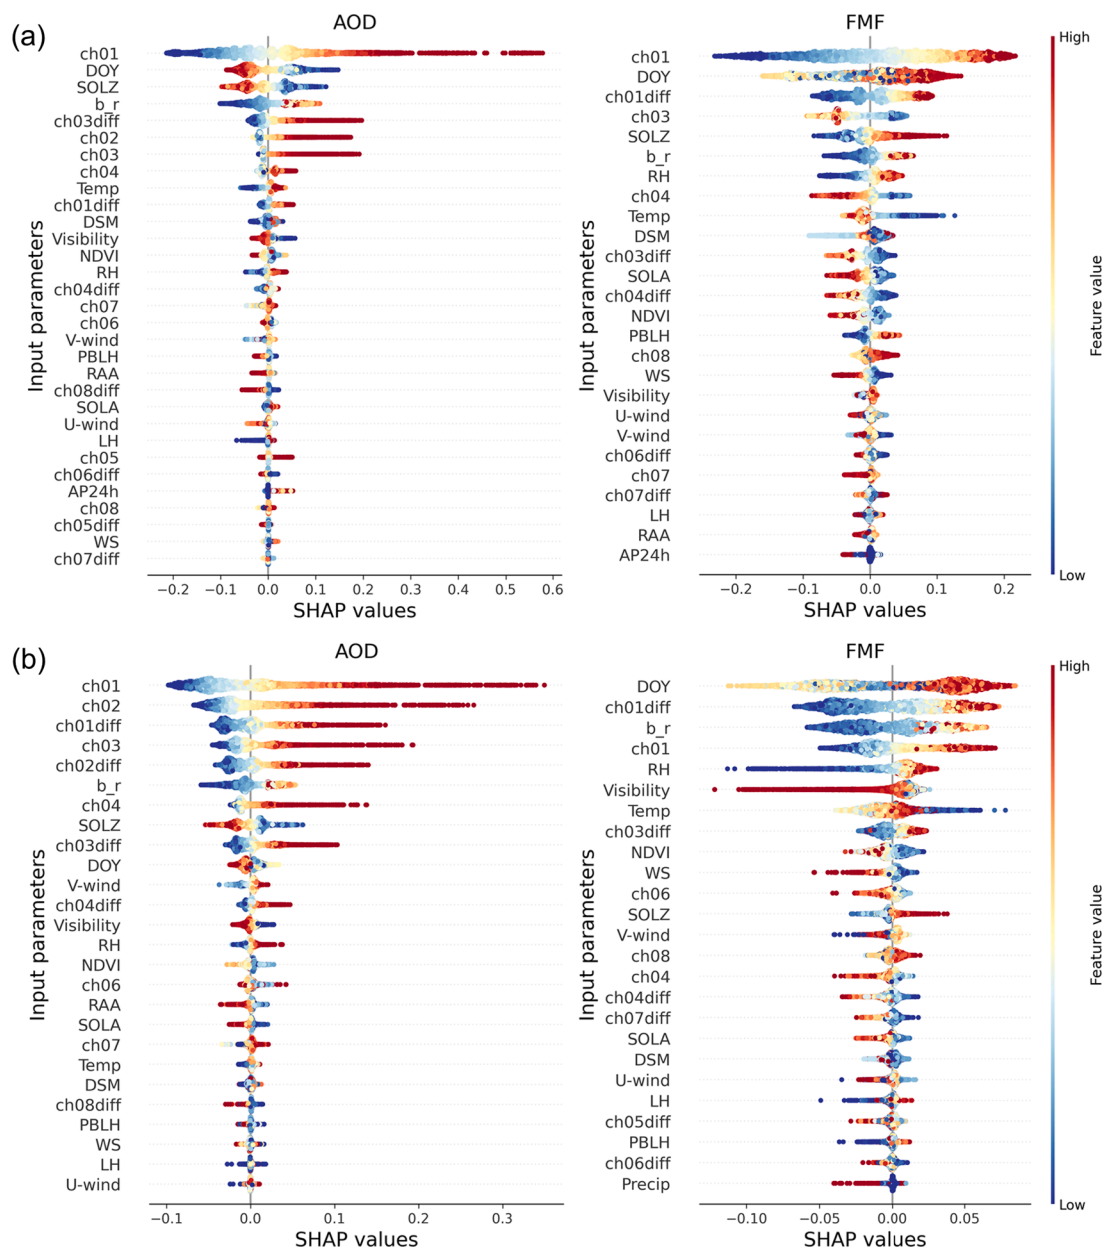 (a)
AOD
ch01
DOY
SOLZ
b_r
ch03diff
ch02
ch03
ch04
Temp
ch01diff
DSM
Visibility
NDVI
RH
ch04diff
ch07
ch06
V-wind
PBLH
RAA
ch08diff
SOLA
U-wind
LH
ch05
ch06diff
AP24h
ch08
ch05diff
WS
ch07diff
Input parameters
−0.2 −0.1 0.0 0.1 0.2 0.3 0.4 0.5 0.6
SHAP values
FMF
ch01
DOY
ch01diff
ch03
SOLZ
b_r
RH
ch04
Temp
DSM
ch03diff
SOLA
ch04diff
NDVI
PBLH
ch08
WS
Visibility
U-wind
V-wind
ch06diff
ch07
ch07diff
LH
RAA
AP24h
Input parameters
−0.2 −0.1 0.0 0.1 0.2
SHAP values
High
Feature value
Low
(b)
AOD
ch01
ch02
ch01diff
ch03
ch02diff
b_r
ch04
SOLZ
ch03diff
DOY
V-wind
ch04diff
Visibility
RH
NDVI
ch06
RAA
SOLA
ch07
Temp
DSM
ch08diff
PBLH
WS
LH
U-wind
Input parameters
−0.1 0.0 0.1 0.2 0.3
SHAP values
FMF
DOY
ch01diff
b_r
ch01
RH
Visibility
Temp
ch03diff
NDVI
WS
ch06
SOLZ
V-wind
ch08
ch04
ch04diff
ch07diff
SOLA
DSM
U-wind
LH
ch05diff
PBLH
ch06diff
Precip
Input parameters
−0.10 −0.05 0.00 0.05
SHAP values
High
Feature value
Low